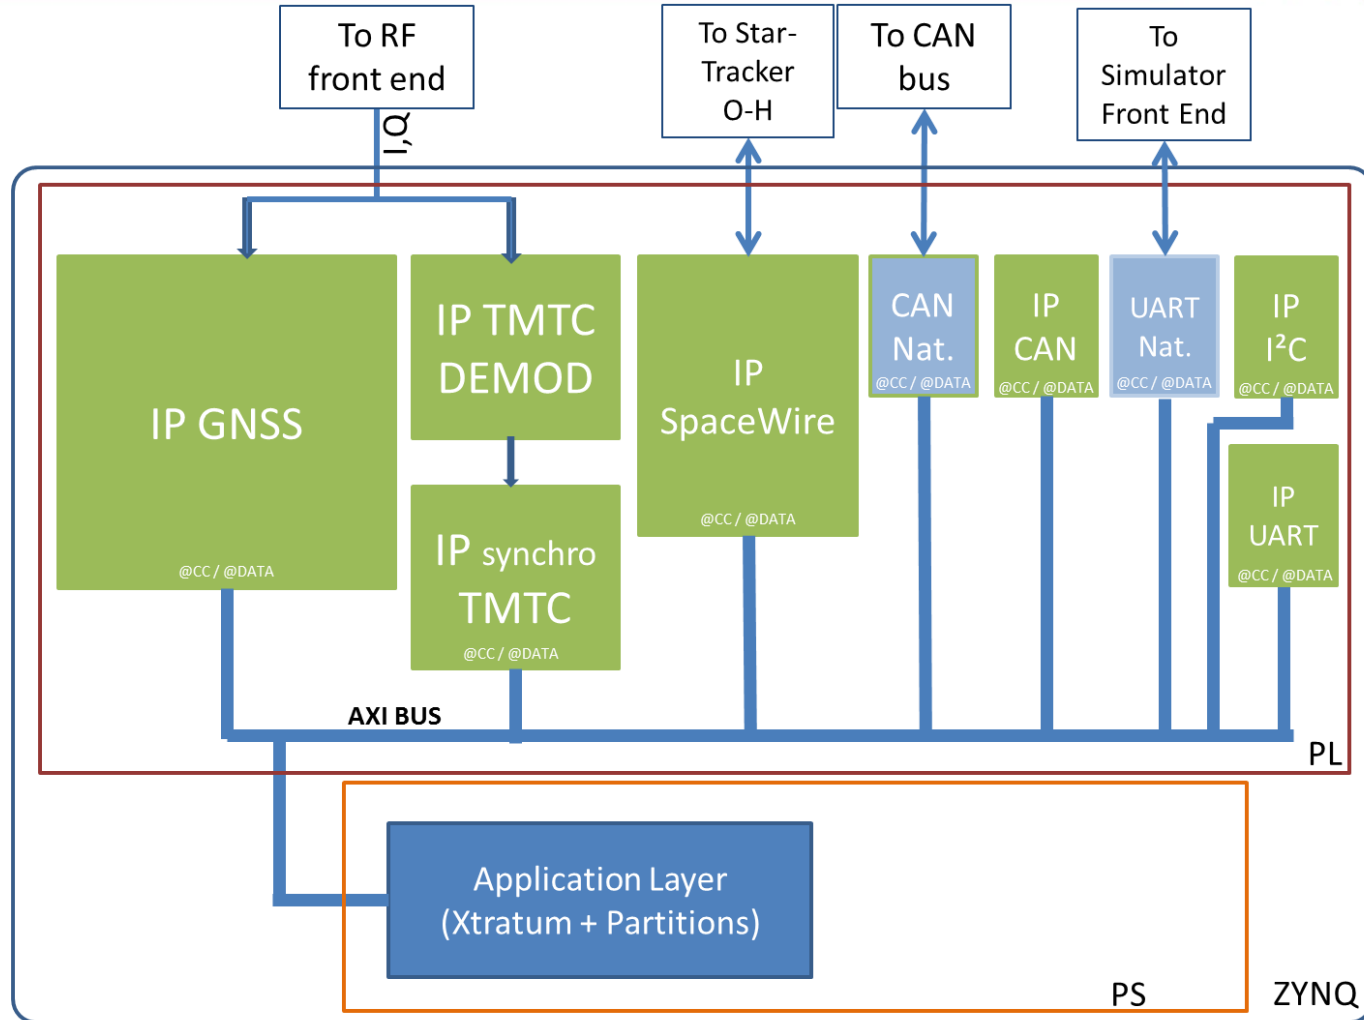 To RF
front end
To Star-
Tracker
O-H
To CAN
bus
To
Simulator
Front End
I,Q
IP GNSS
@CC / @DATA
IP TMTC
DEMOD
IP synchro
TMTC
@CC / @DATA
IP
SpaceWire
@CC / @DATA
CAN
Nat.
@CC / @DATA
IP
CAN
@CC / @DATA
UART
Nat.
@CC / @DATA
IP
I²C
@CC / @DATA
IP
UART
@CC / @DATA
AXI BUS
PL
Application Layer
(Xtratum + Partitions)
PS
ZYNQ